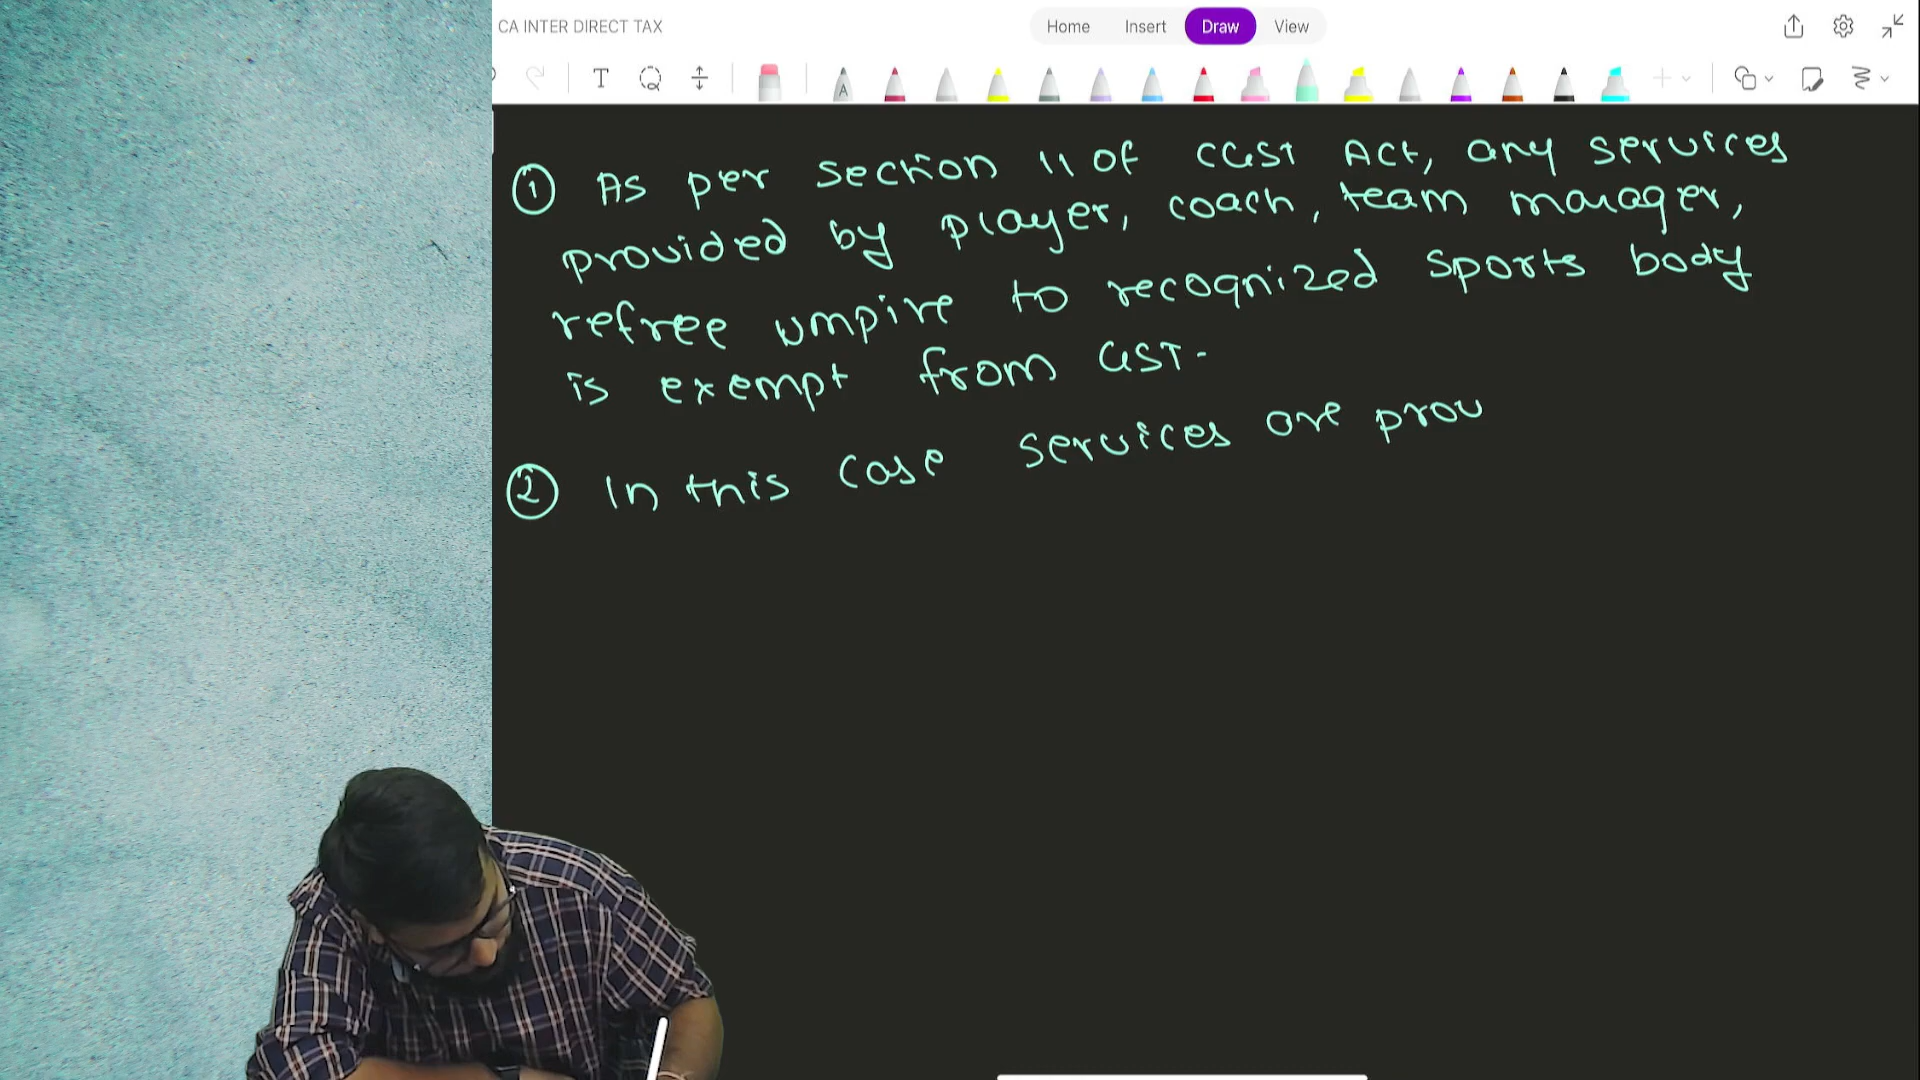 CA INTER DIRECT TAX
Home Insert Draw View
T
A
① As per section 11 of CGST Act, any services
provided by player, coach, team manager,
refree umpire to recognized sports body
is exempt from GST.
② In this case services are prov